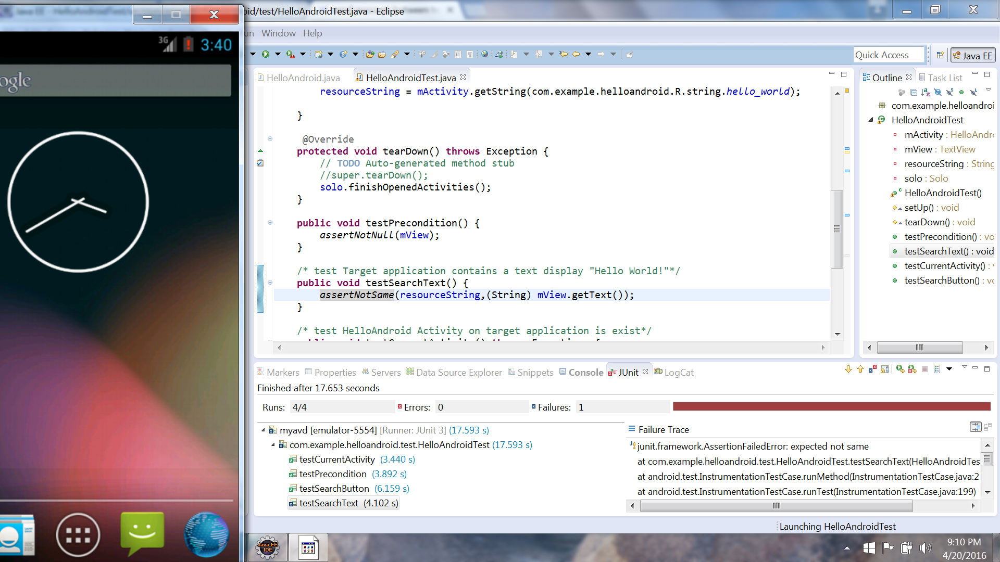 oid/test/HelloAndroidTest.java - Eclipse
3G 3:40
ogle
un Window Help
Quick Access
Java EE
HelloAndroid.java
HelloAndroidTest.java
resourceString = mActivity.getString(com.example.helloandroid.R.string.hello_world);
}
@Override
protected void tearDown() throws Exception {
// TODO Auto-generated method stub
//super.tearDown();
solo.finishOpenedActivities();
}
public void testPrecondition() {
assertNotNull(mView);
}
/* test Target application contains a text display "Hello World!"*/
public void testSearchText() {
assertNotSame(resourceString,(String) mView.getText());
}
/* test HelloAndroid Activity on target application is exist*/
Outline Task List
com.example.helloandroi
HelloAndroidTest
mActivity : HelloAndr
mView : TextView
resourceString : String
solo : Solo
HelloAndroidTest()
setUp() : void
tearDown() : void
testPrecondition() : vo
testSearchText() : void
testCurrentActivity() :
testSearchButton() : vo
Markers Properties Servers Data Source Explorer Snippets Console JUnit LogCat
Finished after 17.653 seconds
Runs: 4/4 Errors: 0 Failures: 1
myavd [emulator-5554] [Runner: JUnit 3] (17.593 s)
com.example.helloandroid.test.HelloAndroidTest (17.593 s)
testCurrentActivity (3.440 s)
testPrecondition (3.892 s)
testSearchButton (6.159 s)
testSearchText (4.102 s)
Failure Trace
junit.framework.AssertionFailedError: expected not same
at com.example.helloandroid.test.HelloAndroidTest.testSearchText(HelloAndroidTes
at android.test.InstrumentationTestCase.runMethod(InstrumentationTestCase.java:2
at android.test.InstrumentationTestCase.runTest(InstrumentationTestCase.java:199)
Launching HelloAndroidTest
Java EE
IDE
9:10 PM
4/20/2016